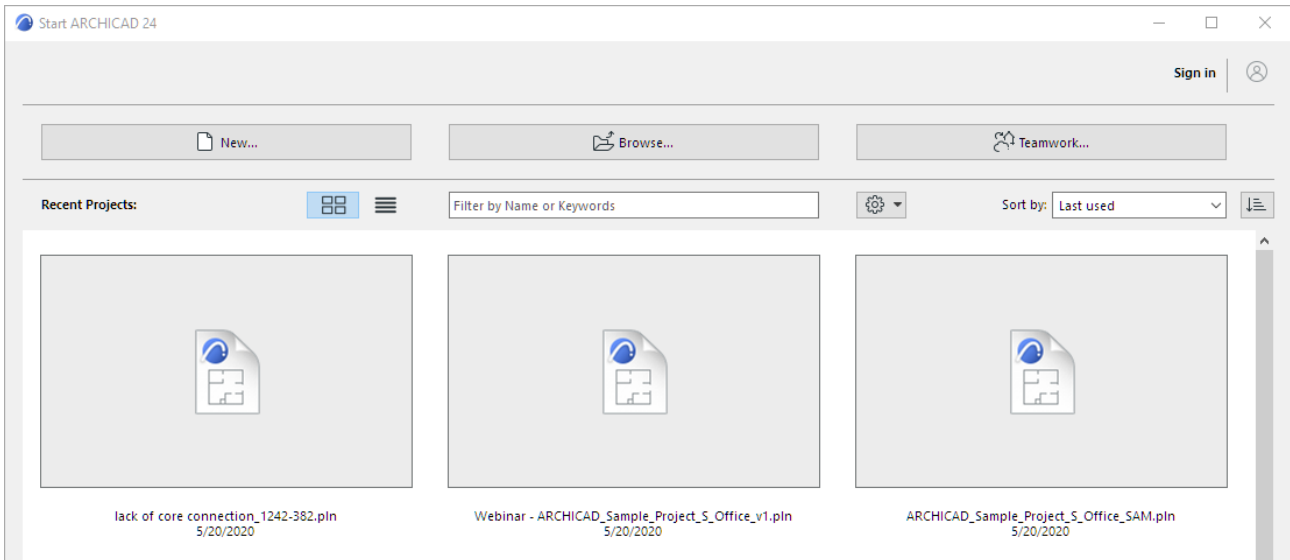 Start ARCHICAD 24
Sign in
New...
Browse...
Teamwork...
Recent Projects:
Filter by Name or Keywords
Sort by:
Last used
lack of core connection_1242-382.pln
5/20/2020
Webinar - ARCHICAD_Sample_Project_S_Office_v1.pln
5/20/2020
ARCHICAD_Sample_Project_S_Office_SAM.pln
5/20/2020